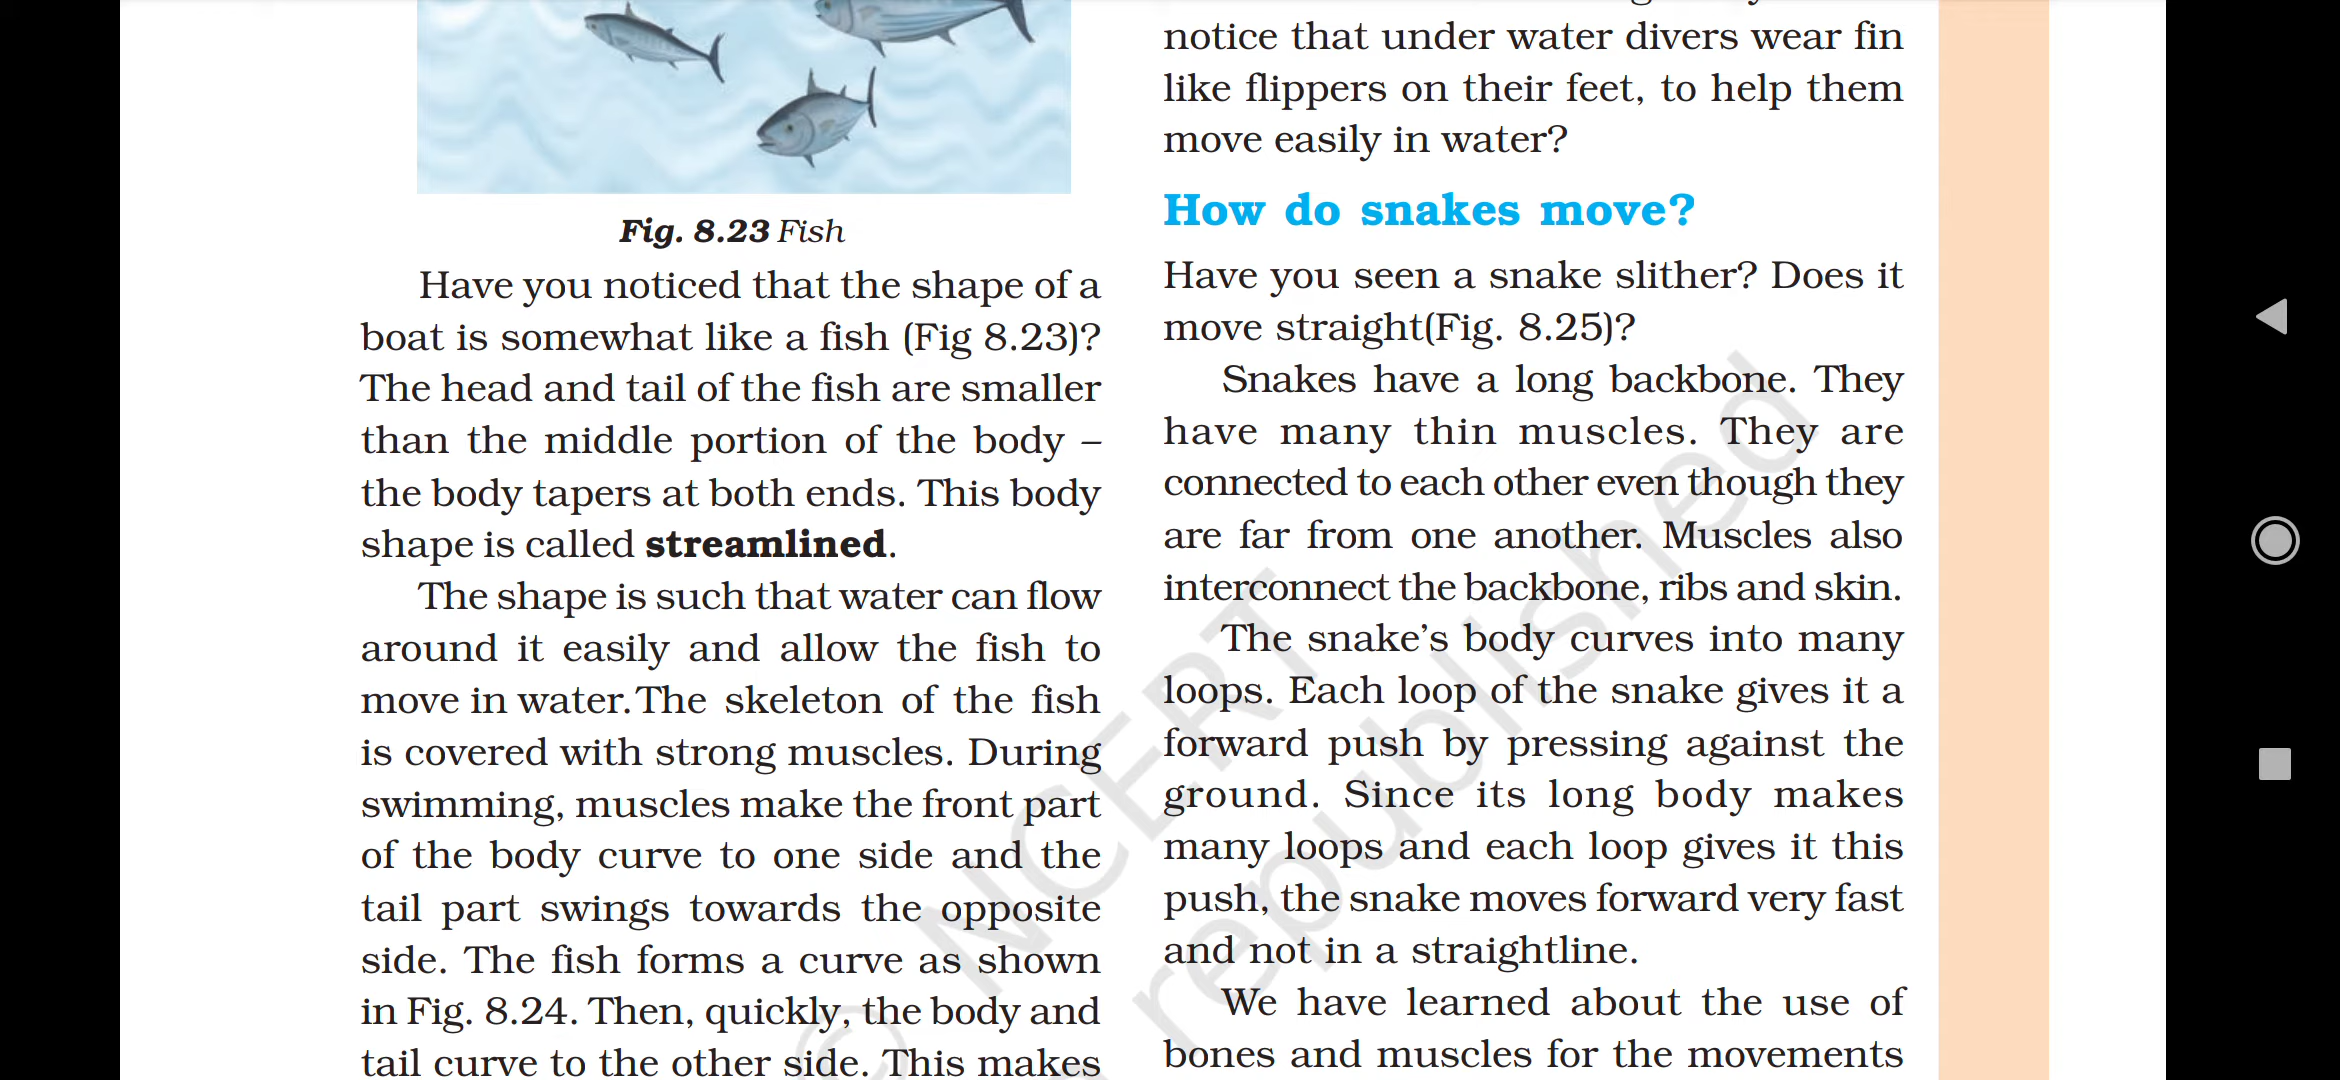 Fig. 8.23 Fish
Have you noticed that the shape of a
boat is somewhat like a fish (Fig 8.23)?
The head and tail of the fish are smaller
than the middle portion of the body –
the body tapers at both ends. This body
shape is called streamlined.
The shape is such that water can flow
around it easily and allow the fish to
move in water.The skeleton of the fish
is covered with strong muscles. During
swimming, muscles make the front part
of the body curve to one side and the
tail part swings towards the opposite
side. The fish forms a curve as shown
in Fig. 8.24. Then, quickly, the body and
tail curve to the other side. This makes
notice that under water divers wear fin
like flippers on their feet, to help them
move easily in water?
How do snakes move?
Have you seen a snake slither? Does it
move straight(Fig. 8.25)?
Snakes have a long backbone. They
have many thin muscles. They are
connected to each other even though they
are far from one another. Muscles also
interconnect the backbone, ribs and skin.
The snake's body curves into many
loops. Each loop of the snake gives it a
forward push by pressing against the
ground. Since its long body makes
many loops and each loop gives it this
push, the snake moves forward very fast
and not in a straightline.
We have learned about the use of
bones and muscles for the movements
© NCERT
republished